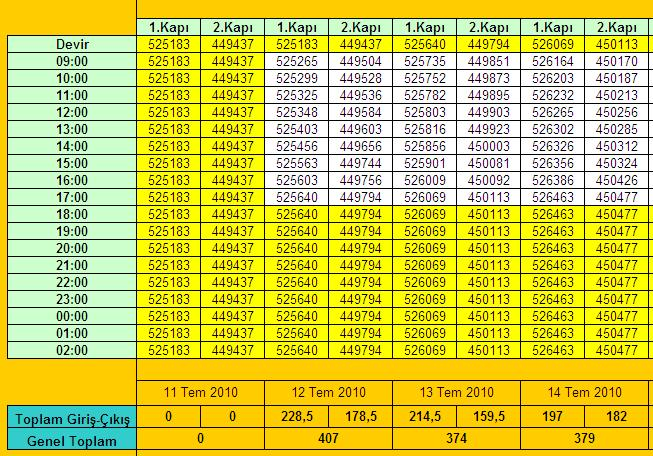 1.Kapı 2.Kapı 1.Kapı 2.Kapı 1.Kapı 2.Kapı 1.Kapı 2.Kapı
Devir 525183 449437 525183 449437 525640 449794 526069 450113
09:00 525183 449437 525265 449504 525735 449851 526164 450170
10:00 525183 449437 525299 449528 525752 449873 526203 450187
11:00 525183 449437 525325 449536 525782 449895 526232 450213
12:00 525183 449437 525348 449584 525803 449903 526265 450256
13:00 525183 449437 525403 449603 525816 449923 526302 450285
14:00 525183 449437 525456 449656 525856 450003 526326 450312
15:00 525183 449437 525563 449744 525901 450081 526356 450324
16:00 525183 449437 525603 449756 526009 450092 526386 450426
17:00 525183 449437 525640 449794 526069 450113 526463 450477
18:00 525183 449437 525640 449794 526069 450113 526463 450477
19:00 525183 449437 525640 449794 526069 450113 526463 450477
20:00 525183 449437 525640 449794 526069 450113 526463 450477
21:00 525183 449437 525640 449794 526069 450113 526463 450477
22:00 525183 449437 525640 449794 526069 450113 526463 450477
23:00 525183 449437 525640 449794 526069 450113 526463 450477
00:00 525183 449437 525640 449794 526069 450113 526463 450477
01:00 525183 449437 525640 449794 526069 450113 526463 450477
02:00 525183 449437 525640 449794 526069 450113 526463 450477
11 Tem 2010 12 Tem 2010 13 Tem 2010 14 Tem 2010
Toplam Giriş-Çıkış 0 0 228,5 178,5 214,5 159,5 197 182
Genel Toplam 0 407 374 379